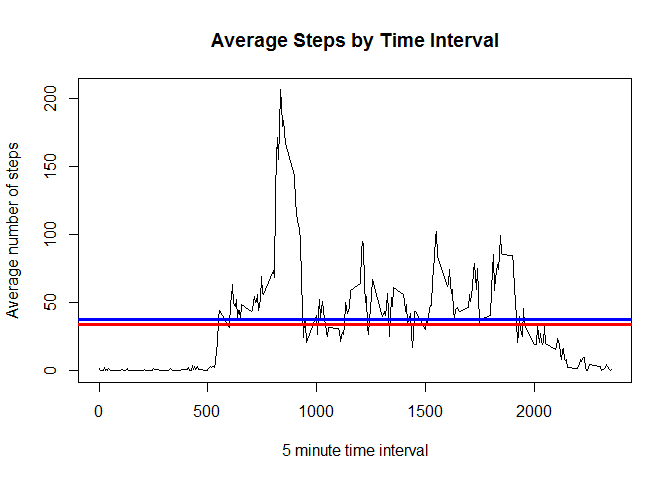 Average Steps by Time Interval
Average number of steps
200
150
100
50
0
0 500 1000 1500 2000
5 minute time interval